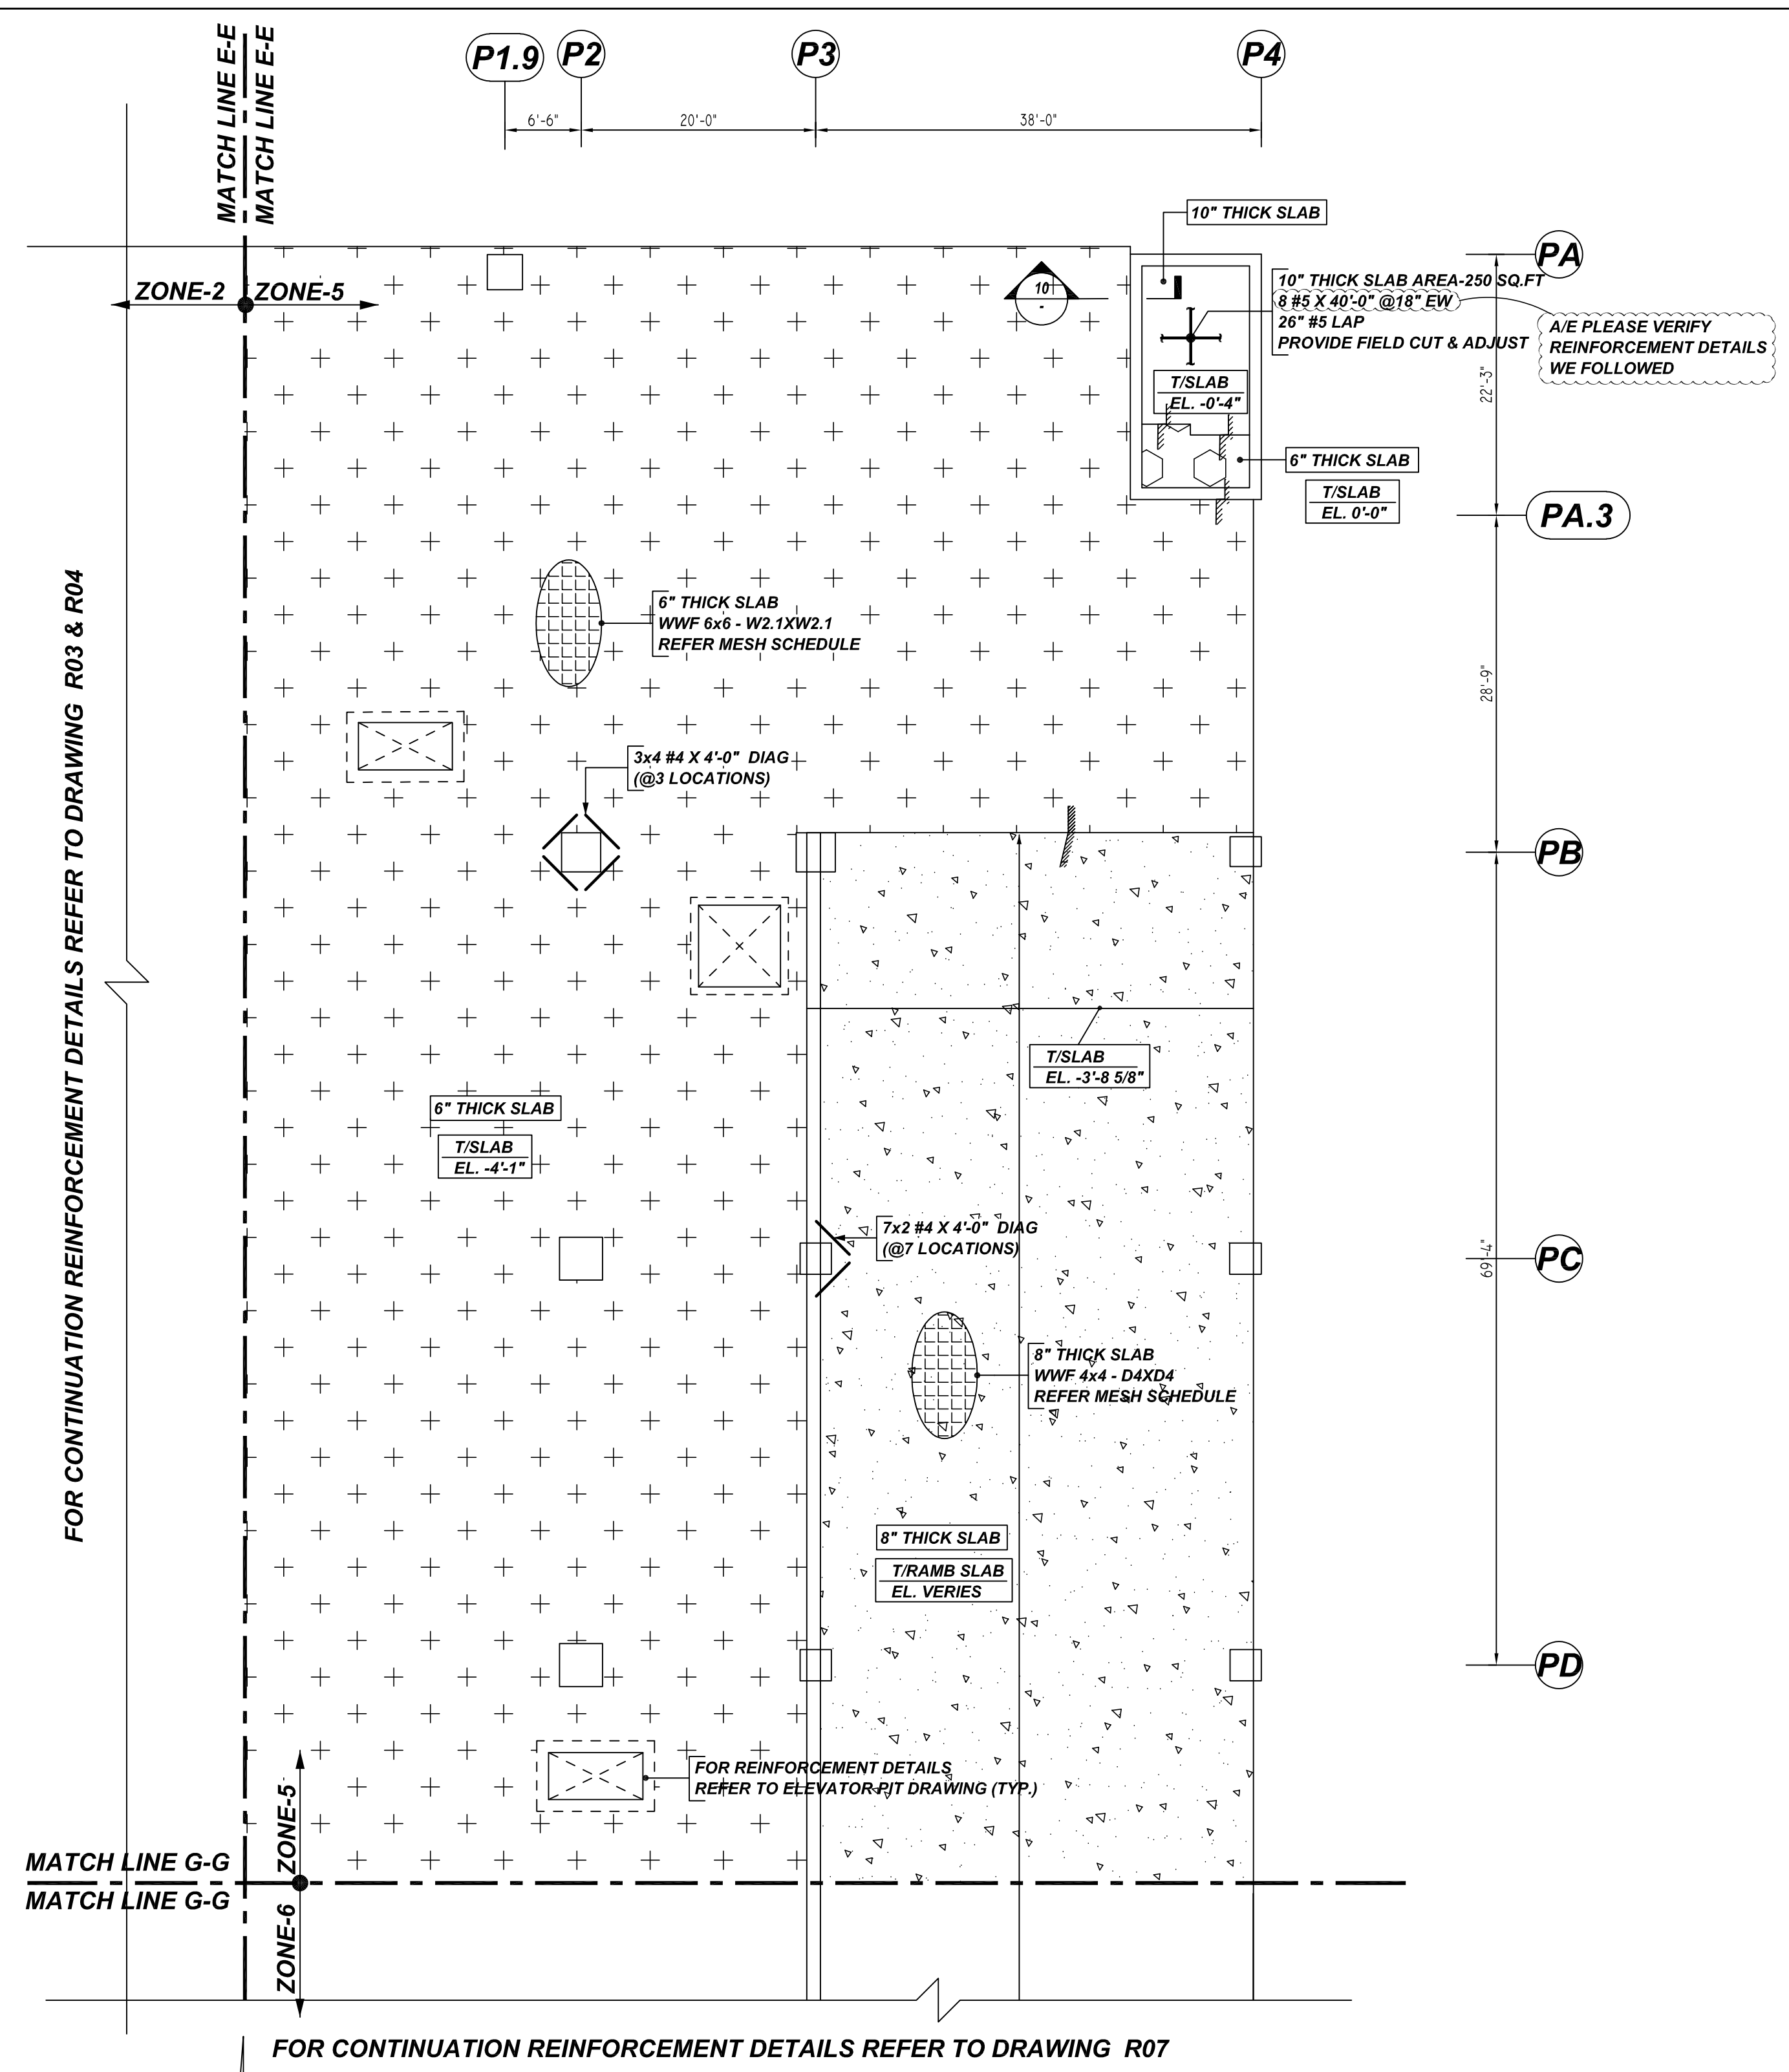 MATCH LINE E-E
MATCH LINE E-E
P1.9
P2
P3
P4
6'-6"
20'-0"
38'-0"
10" THICK SLAB
PA
ZONE-2
ZONE-5
10
-
10" THICK SLAB AREA-250 SQ.FT
8 #5 X 40'-0" @18" EW
26" #5 LAP
PROVIDE FIELD CUT & ADJUST
A/E PLEASE VERIFY
REINFORCEMENT DETAILS
WE FOLLOWED
22'-3"
T/SLAB
EL. -0'-4"
6" THICK SLAB
T/SLAB
EL. 0'-0"
PA.3
FOR CONTINUATION REINFORCEMENT DETAILS REFER TO DRAWING R03 & R04
6" THICK SLAB
WWF 6x6 - W2.1XW2.1
REFER MESH SCHEDULE
28'-9"
3x4 #4 X 4'-0" DIAG
(@3 LOCATIONS)
PB
T/SLAB
EL. -3'-8 5/8"
6" THICK SLAB
T/SLAB
EL. -4'-1"
7x2 #4 X 4'-0" DIAG
(@7 LOCATIONS)
69'-4"
PC
8" THICK SLAB
WWF 4x4 - D4XD4
REFER MESH SCHEDULE
8" THICK SLAB
T/RAMB SLAB
EL. VERIES
PD
FOR REINFORCEMENT DETAILS
REFER TO ELEVATOR PIT DRAWING (TYP.)
ZONE-5
MATCH LINE G-G
MATCH LINE G-G
ZONE-6
FOR CONTINUATION REINFORCEMENT DETAILS REFER TO DRAWING R07